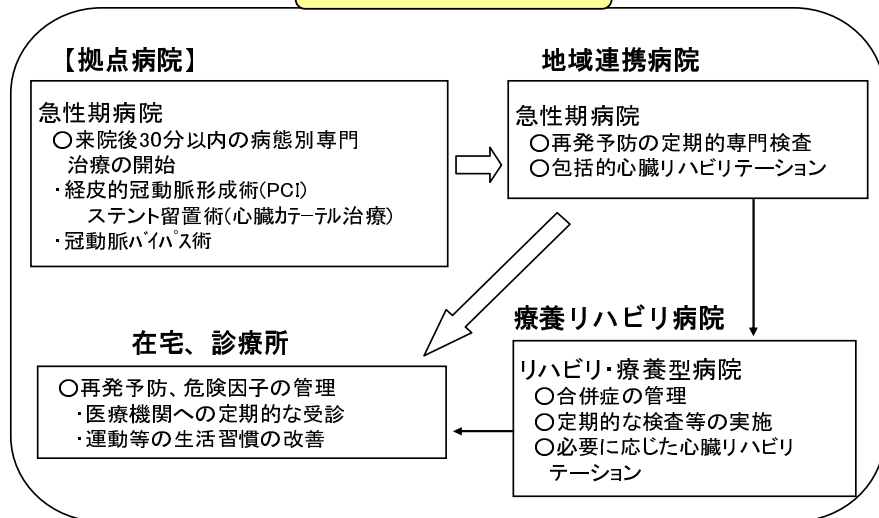 【拠点病院】
急性期病院
○来院後30分以内の病態別専門
治療の開始
・経皮的冠動脈形成術(PCI)
ステント留置術(心臓ｶﾃｰﾃﾙ治療)
・冠動脈ﾊﾞｲﾊﾟｽ術
地域連携病院
急性期病院
○再発予防の定期的専門検査
○包括的心臓リハビリテーション
在宅、診療所
○再発予防、危険因子の管理
・医療機関への定期的な受診
・運動等の生活習慣の改善
療養リハビリ病院
リハビリ・療養型病院
○合併症の管理
○定期的な検査等の実施
○必要に応じた心臓リハビリ
テーション